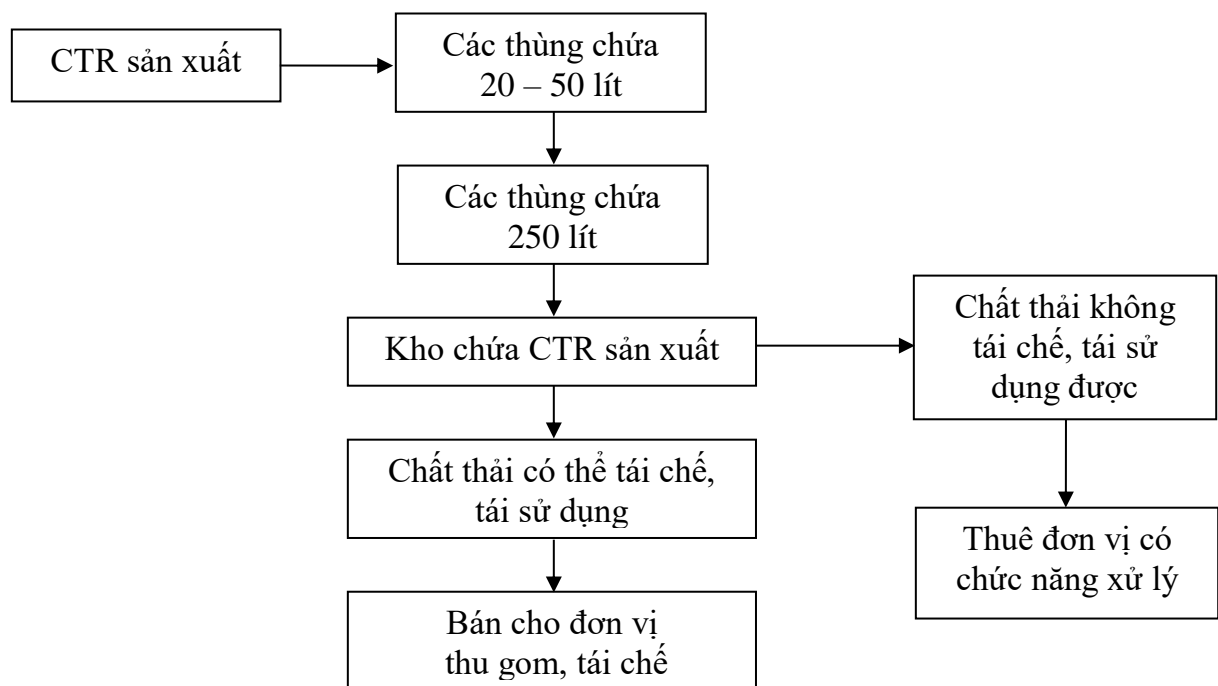 CTR sản xuất
Các thùng chứa
20 – 50 lít
Các thùng chứa
250 lít
Kho chứa CTR sản xuất
Chất thải không
tái chế, tái sử
dụng được
Chất thải có thể tái chế,
tái sử dụng
Thuê đơn vị có
chức năng xử lý
Bán cho đơn vị
thu gom, tái chế